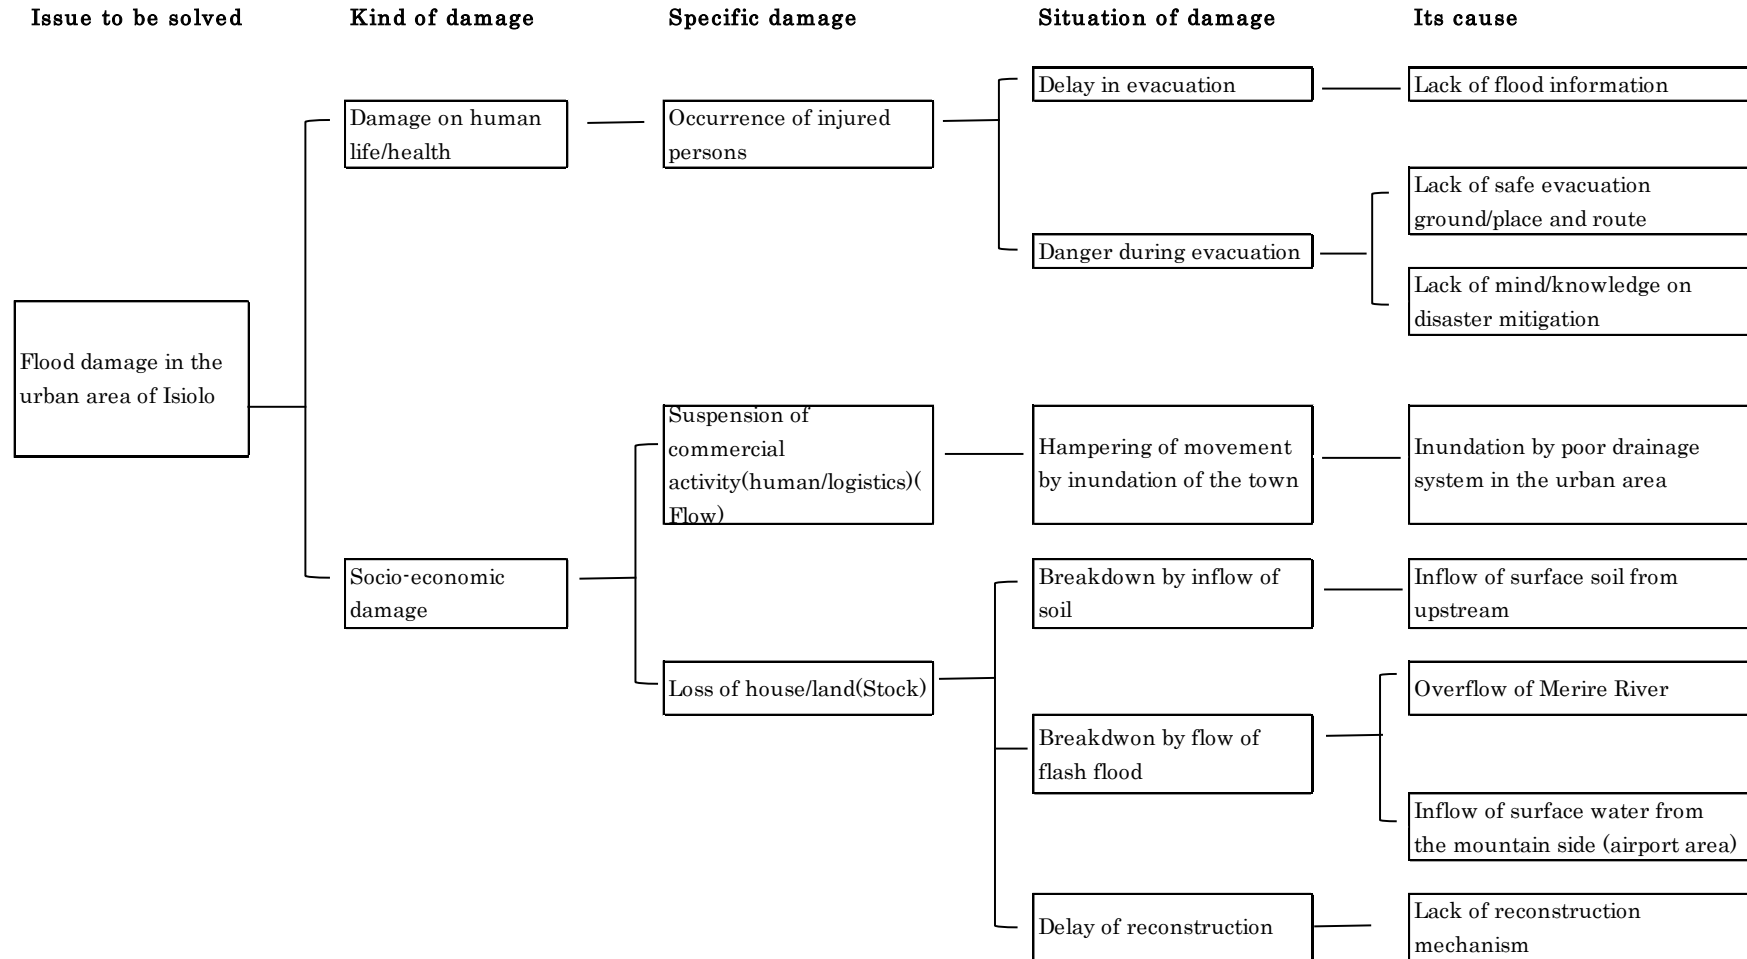 Issue to be solved
Kind of damage
Specific damage
Situation of damage
Its cause
Flood damage in the
urban area of Isiolo
Damage on human
life/health
Occurrence of injured
persons
Delay in evacuation
Lack of flood information
Danger during evacuation
Lack of safe evacuation
ground/place and route
Lack of mind/knowledge on
disaster mitigation
Socio-economic
damage
Suspension of
commercial
activity(human/logistics)(
Flow)
Hampering of movement
by inundation of the town
Inundation by poor drainage
system in the urban area
Loss of house/land(Stock)
Breakdown by inflow of
soil
Inflow of surface soil from
upstream
Breakdwon by flow of
flash flood
Overflow of Merire River
Inflow of surface water from
the mountain side (airport area)
Delay of reconstruction
Lack of reconstruction
mechanism